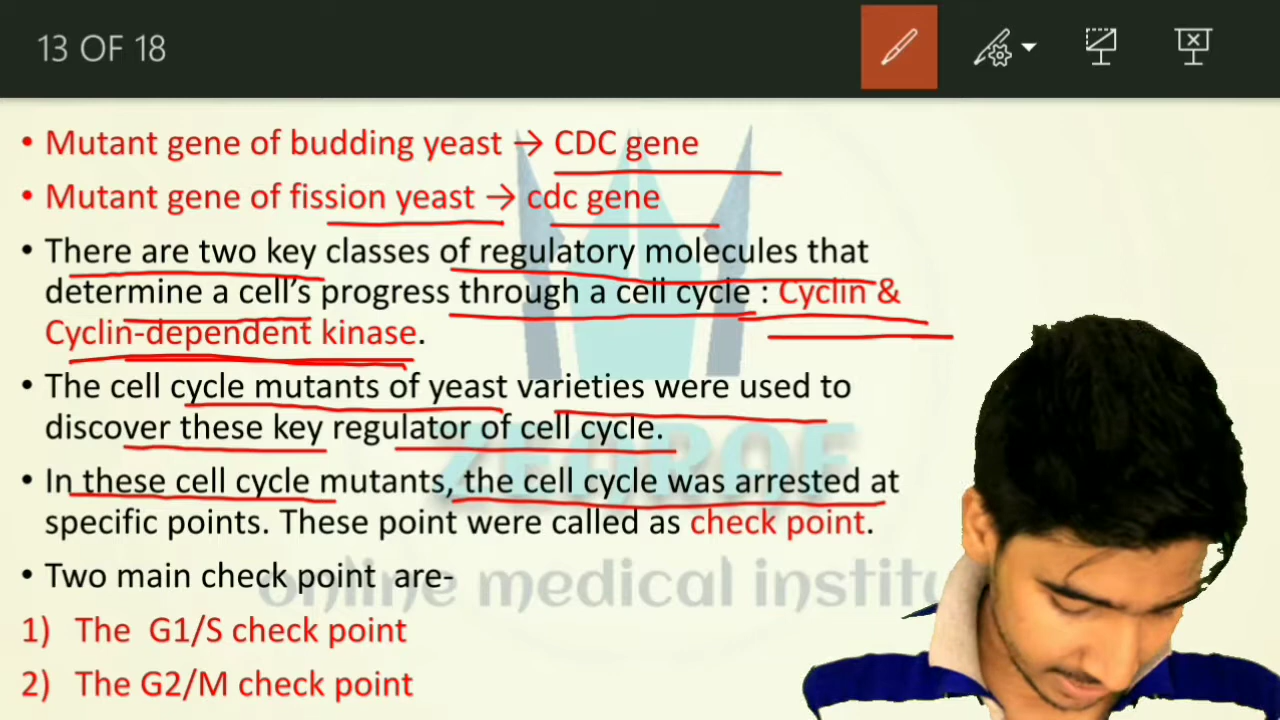 13 OF 18
• Mutant gene of budding yeast → CDC gene
• Mutant gene of fission yeast → cdc gene
• There are two key classes of regulatory molecules that
determine a cell's progress through a cell cycle : Cyclin &
Cyclin-dependent kinase.
• The cell cycle mutants of yeast varieties were used to
discover these key regulator of cell cycle.
• In these cell cycle mutants, the cell cycle was arrested at
specific points. These point were called as check point.
• Two main check point are-
online medical
1) The G1/S check point
2) The G2/M check point